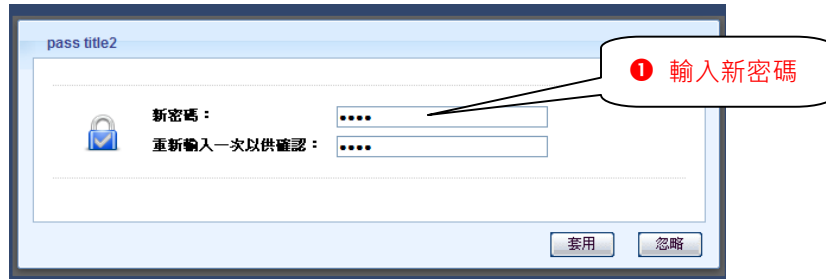 pass title2
❶ 輸入新密碼
新密碼：
••••
重新輸入一次以供確認：
••••
套用
忽略